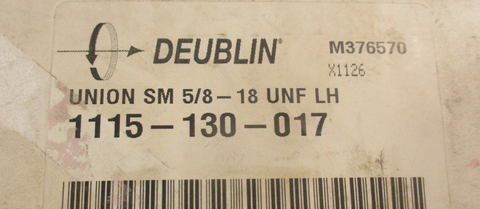 DEUBLIN®
M376570
X1126
UNION SM 5/8-18 UNF LH
1115-130-017